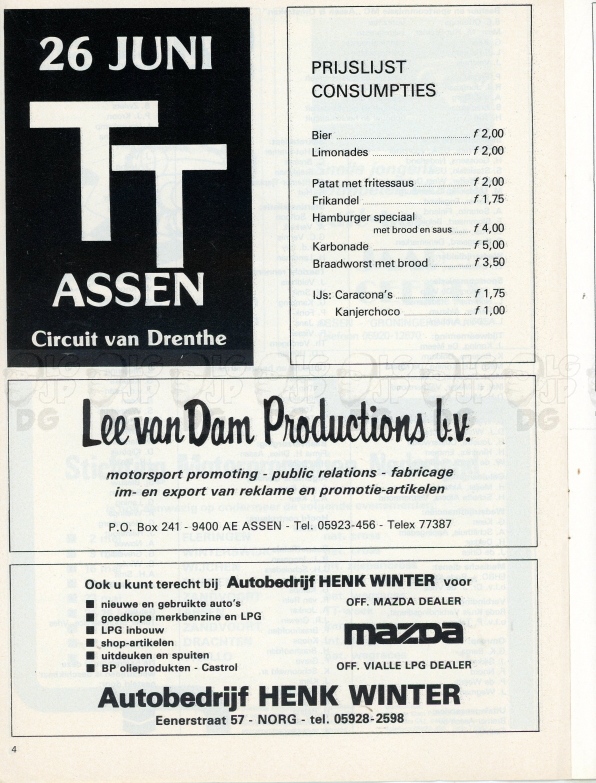 26 JUNI
TT
ASSEN
Circuit van Drenthe
PRIJSLIJST
CONSUMPTIES
Bier ........ f 2,00
Limonades ........ f 2,00
Patat met fritessaus ........ f 2,00
Frikandel ........ f 1,75
Hamburger speciaal
met brood en saus ........ f 4,00
Karbonade ........ f 5,00
Braadworst met brood ........ f 3,50
IJs: Caracona's ........ f 1,75
Kanjerchoco ........ f 1,00
Lee van Dam Productions b.v.
motorsport promoting - public relations - fabricage
im- en export van reklame en promotie-artikelen
P.O. Box 241 - 9400 AE ASSEN - Tel. 05923-456 - Telex 77387
Ook u kunt terecht bij Autobedrijf HENK WINTER voor
■ nieuwe en gebruikte auto's
■ goedkope merkbenzine en LPG
■ LPG inbouw
■ shop-artikelen
■ uitdeuken en spuiten
■ BP olieprodukten - Castrol
OFF. MAZDA DEALER
mazda
OFF. VIALLE LPG DEALER
Autobedrijf HENK WINTER
Eenerstraat 57 - NORG - tel. 05928-2598
4